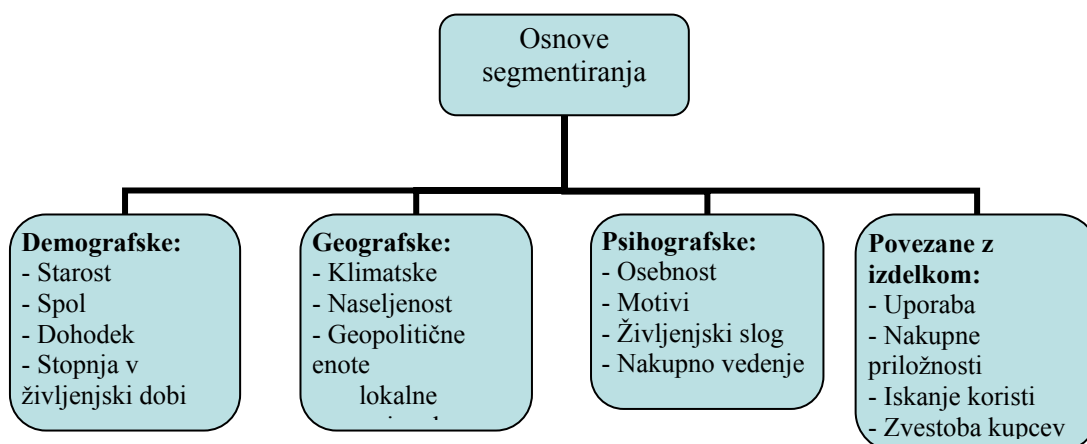 Osnove
segmentiranja
Demografske:
- Starost
- Spol
- Dohodek
- Stopnja v
življenjski dobi
Geografske:
- Klimatske
- Naseljenost
- Geopolitične
enote
lokalne
Psihografske:
- Osebnost
- Motivi
- Življenjski slog
- Nakupno vedenje
Povezane z
izdelkom:
- Uporaba
- Nakupne
priložnosti
- Iskanje koristi
- Zvestoba kupcev